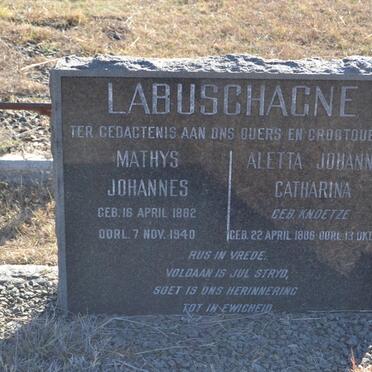 LABUSCHAGNE
TER GEDACTENIS AAN ONS OUERS EN GROOTOUE
MATHYS
JOHANNES
GEB. 16 APRIL 1882
OORL. 7 NOV. 1940
ALETTA JOHANN
CATHARINA
GEB. KNOETZE
GEB. 22 APRIL 1886 OORL. 13 OK
RUS IN VREDE.
VOLDAAN IS JUL STRYD,
SOET IS ONS HERINNERING
TOT IN EWIGHEID.